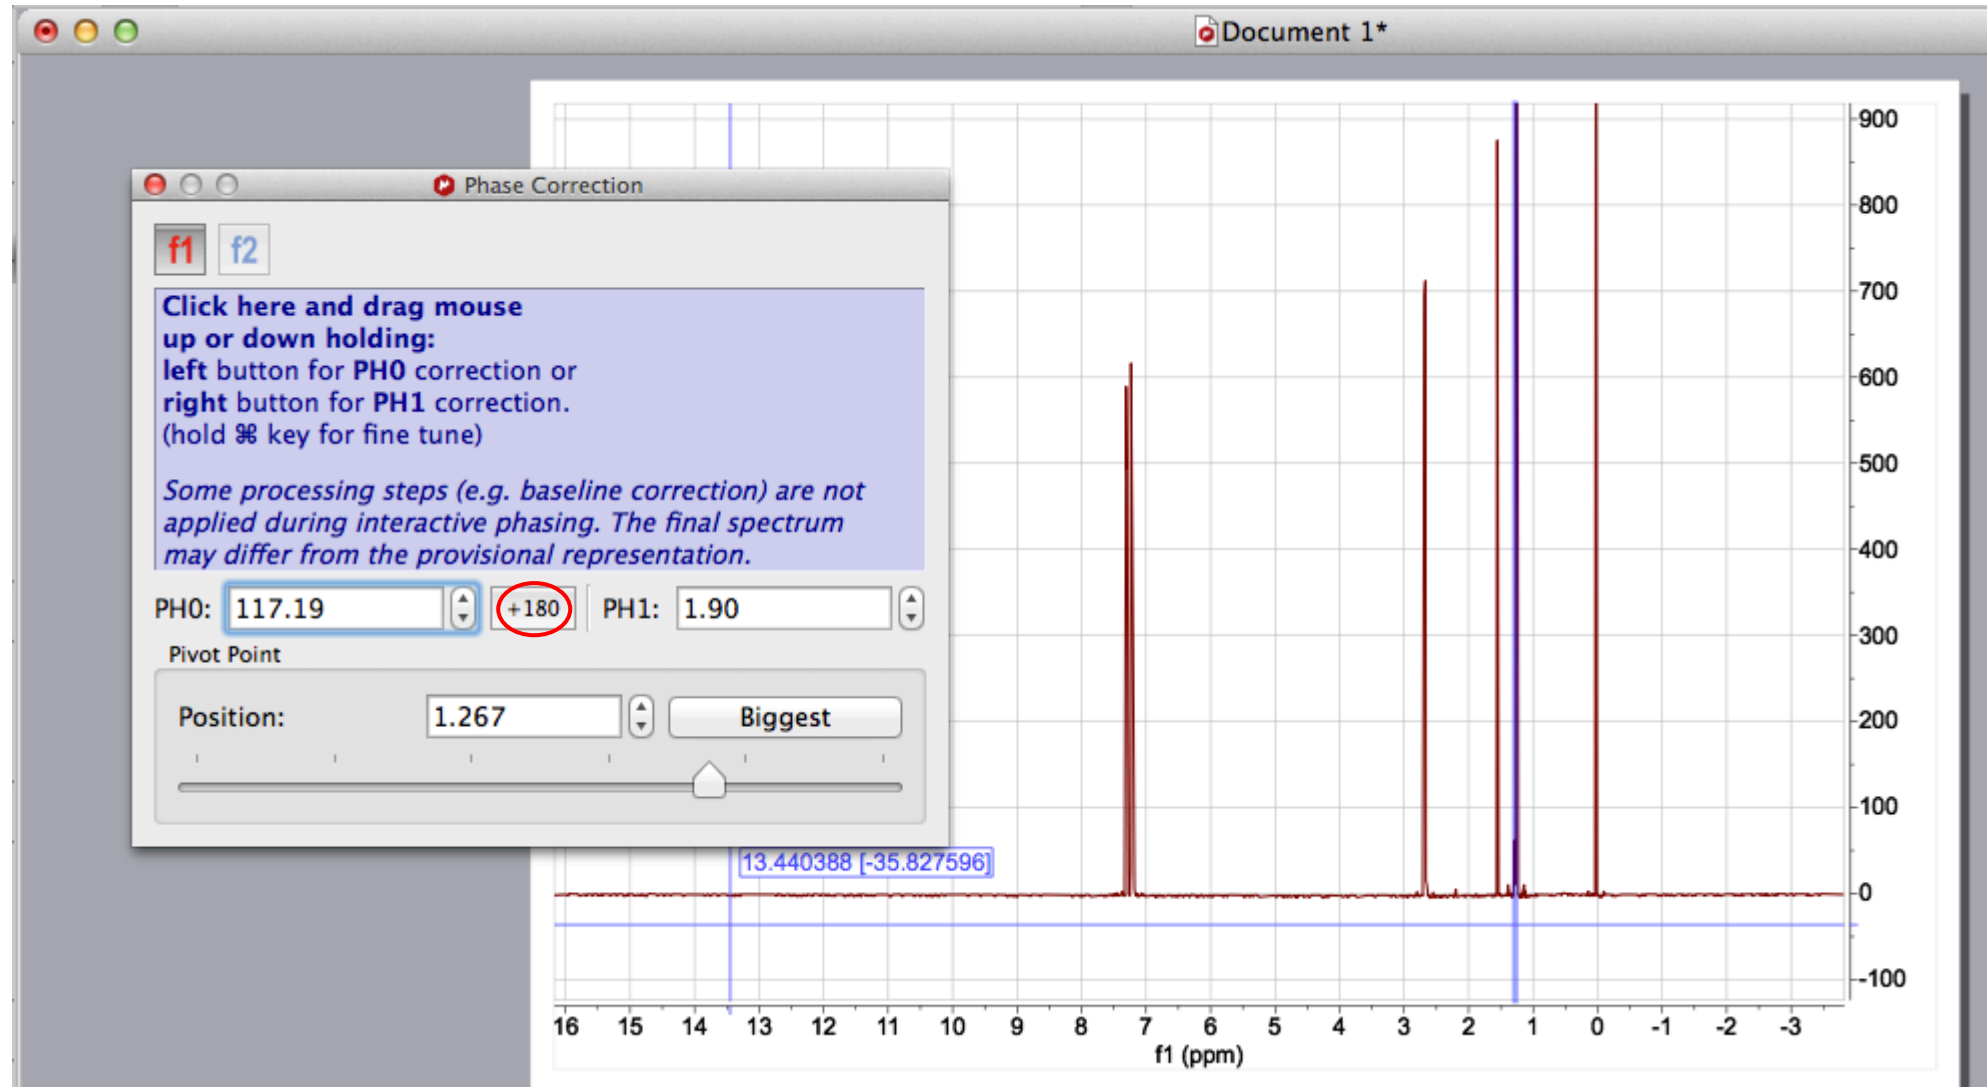 Document 1*
Phase Correction
f1 f2
Click here and drag mouse
up or down holding:
left button for PH0 correction or
right button for PH1 correction.
(hold ⌘ key for fine tune)
Some processing steps (e.g. baseline correction) are not
applied during interactive phasing. The final spectrum
may differ from the provisional representation.
PH0: 117.19 +180 PH1: 1.90
Pivot Point
Position: 1.267 Biggest
13.440388 [-35.827596]
900
800
700
600
500
400
300
200
100
0
-100
16 15 14 13 12 11 10 9 8 7 6 5 4 3 2 1 0 -1 -2 -3
f1 (ppm)